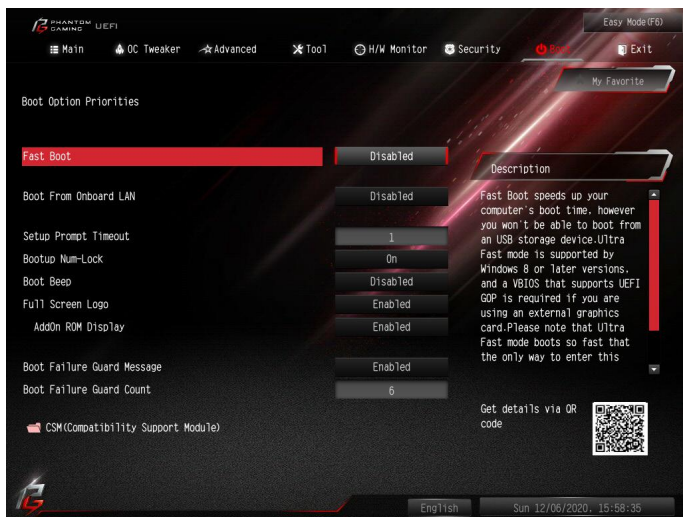 PHANTOM GAMING UEFI
Easy Mode(F6)
Main OC Tweaker Advanced Tool H/W Monitor Security Boot Exit
My Favorite
Boot Option Priorities
Fast Boot Disabled
Boot From Onboard LAN Disabled
Setup Prompt Timeout 1
Bootup Num-Lock On
Boot Beep Disabled
Full Screen Logo Enabled
AddOn ROM Display Enabled
Boot Failure Guard Message Enabled
Boot Failure Guard Count 6
CSM(Compatibility Support Module)
Description
Fast Boot speeds up your
computer's boot time, however
you won't be able to boot from
an USB storage device.Ultra
Fast mode is supported by
Windows 8 or later versions,
and a VBIOS that supports UEFI
GOP is required if you are
using an external graphics
card.Please note that Ultra
Fast mode boots so fast that
the only way to enter this
Get details via QR
code
English
Sun 12/06/2020, 15:58:35